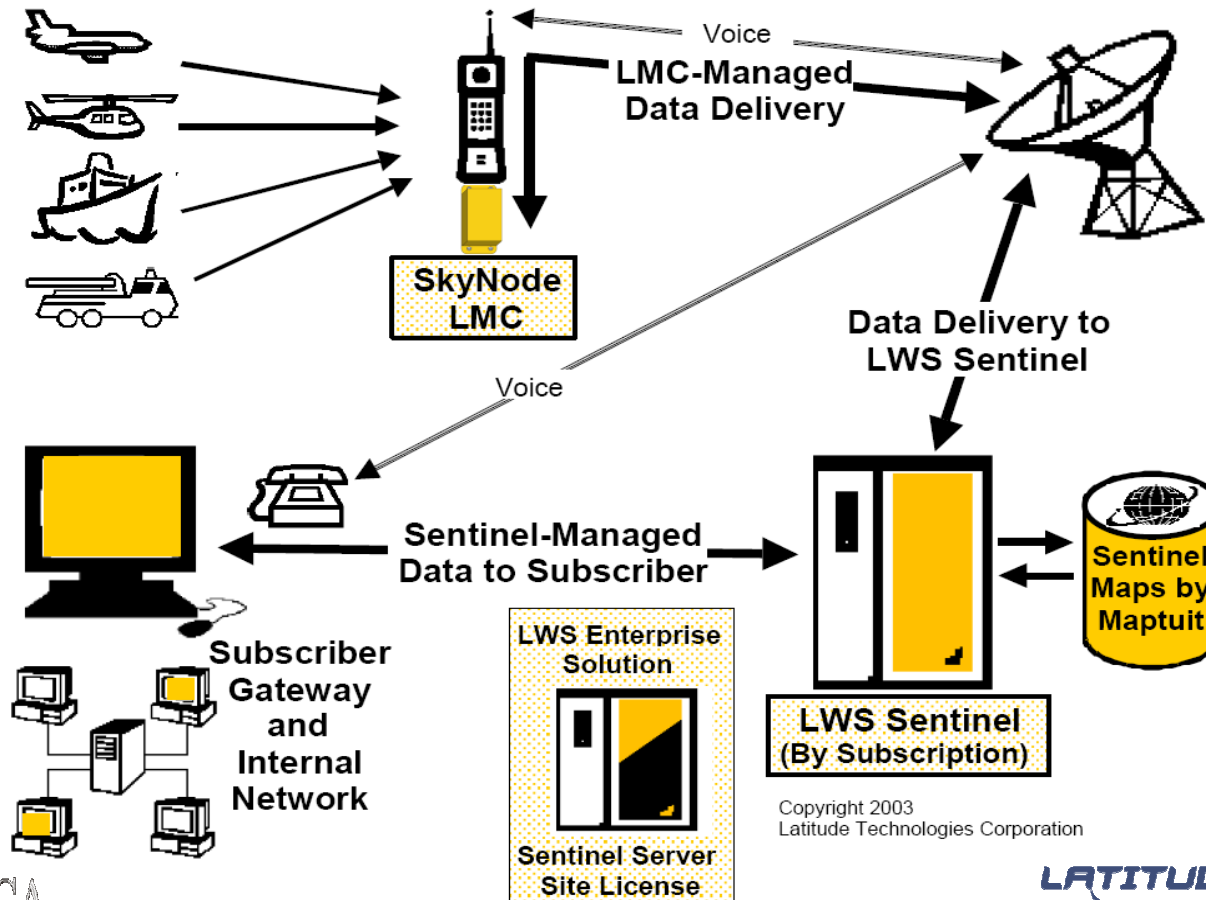 Voice
LMC-Managed
Data Delivery
SkyNode
LMC
Data Delivery to
LWS Sentinel
Voice
Sentinel-Managed
Data to Subscriber
Sentinel
Maps by
Maptuit
Subscriber
Gateway
and
Internal
Network
LWS Enterprise
Solution
Sentinel Server
Site License
LWS Sentinel
(By Subscription)
Copyright 2003
Latitude Technologies Corporation